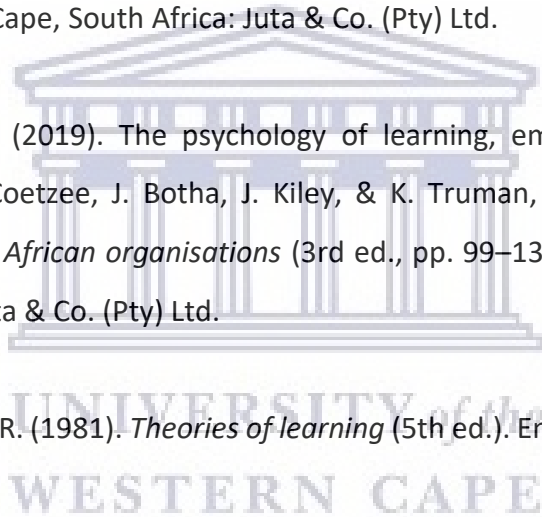 Cape, South Africa: Juta & Co. (Pty) Ltd.
(2019). The psychology of learning, em
Coetzee, J. Botha, J. Kiley, & K. Truman,
African organisations (3rd ed., pp. 99–13
ta & Co. (Pty) Ltd.
UNIVERSITY of the
R. (1981). Theories of learning (5th ed.). En
WESTERN CAPE